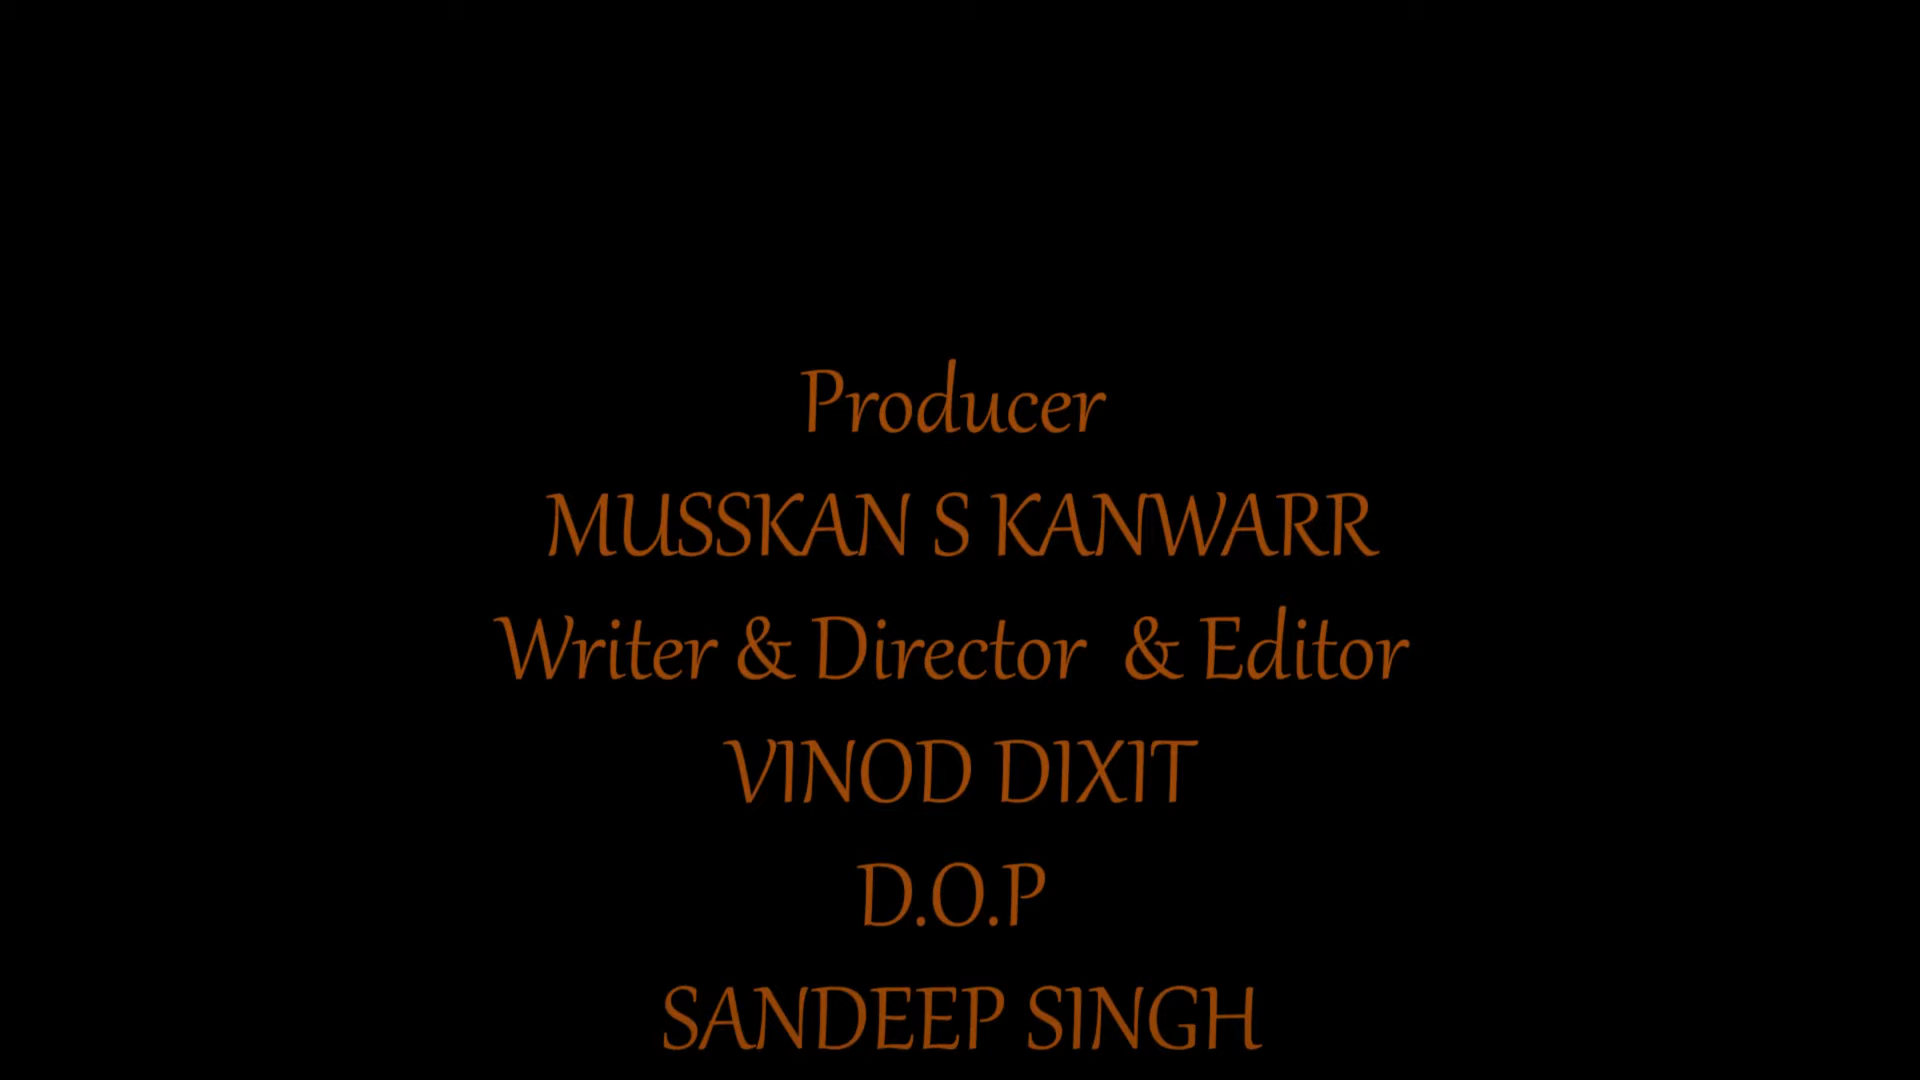 Producer
MUSSKAN S KANWARR
Writer & Director & Editor
VINOD DIXIT
D.O.P
SANDEEP SINGH